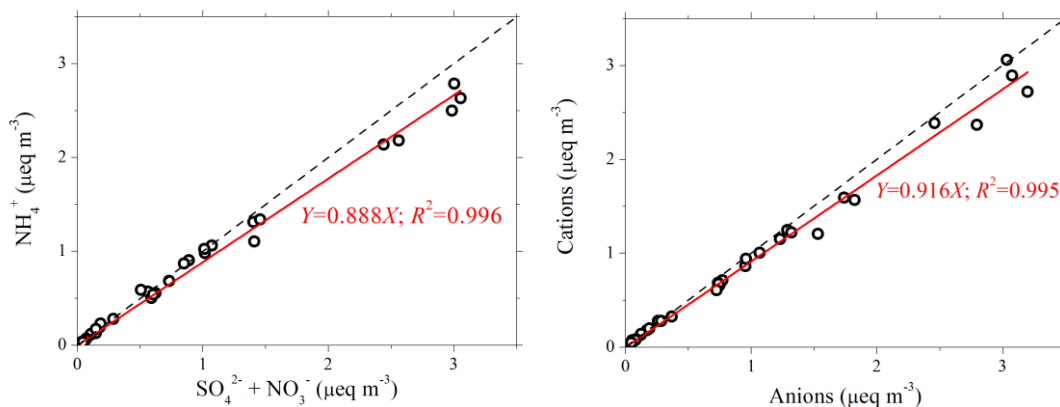 3
2
1
0
NH₄⁺ (µeq m⁻³)
Y=0.888X; R²=0.996
0 1 2 3
SO₄²⁻ + NO₃⁻ (µeq m⁻³)
3
2
1
0
Cations (µeq m⁻³)
Y=0.916X; R²=0.995
0 1 2 3
Anions (µeq m⁻³)